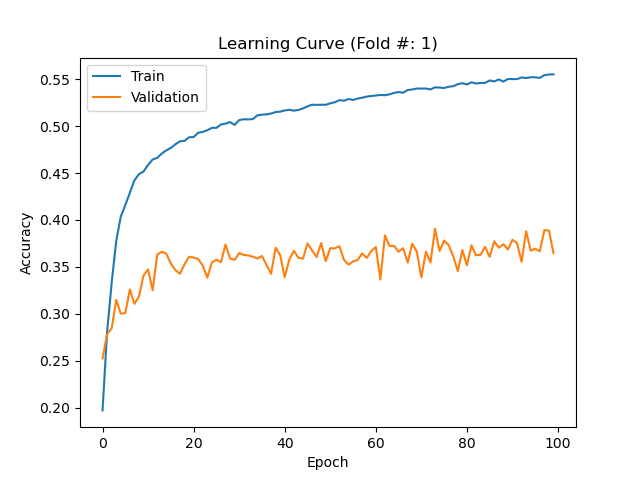 Learning Curve (Fold #: 1)
Train
Validation
Accuracy
0.55
0.50
0.45
0.40
0.35
0.30
0.25
0.20
0 20 40 60 80 100
Epoch